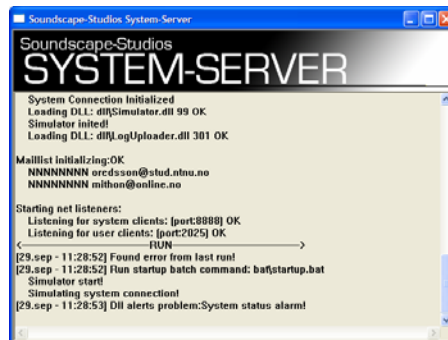 Soundscape-Studios System-Server
Soundscape-Studios
SYSTEM-SERVER
System Connection Initialized
Loading DLL: dll\Simulator.dll 99 OK
Simulator inited!
Loading DLL: dll\LogUploader.dll 301 OK
Maillist initializing:OK
NNNNNNNN oredsson@stud.ntnu.no
NNNNNNNN mithon@online.no
Starting net listeners:
Listening for system clients: [port:8888] OK
Listening for user clients: [port:2025] OK
<------------------------RUN------------------------>
[29.sep - 11:28:52] Found error from last run!
[29.sep - 11:28:52] Run startup batch command: bat\startup.bat
Simulator start!
Simulating system connection!
[29.sep - 11:28:53] Dll alerts problem:System status alarm!